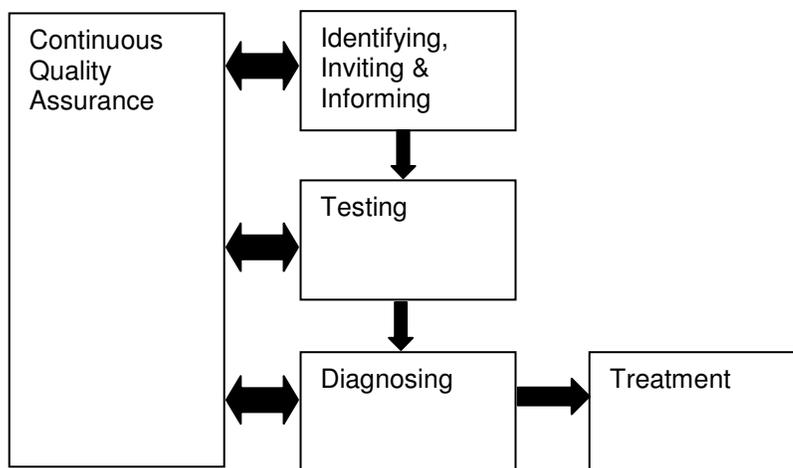 Continuous
Quality
Assurance
Identifying,
Inviting &
Informing
Testing
Diagnosing
Treatment